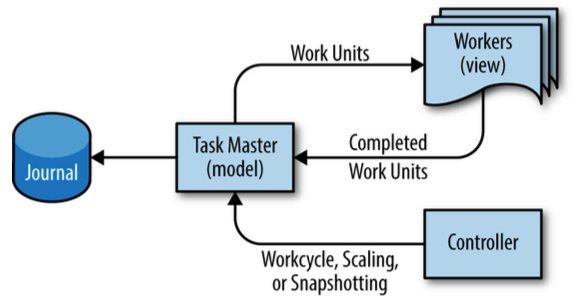 Work Units
Workers
(view)
Task Master
(model)
Journal
Completed
Work Units
Controller
Workcycle, Scaling,
or Snapshotting